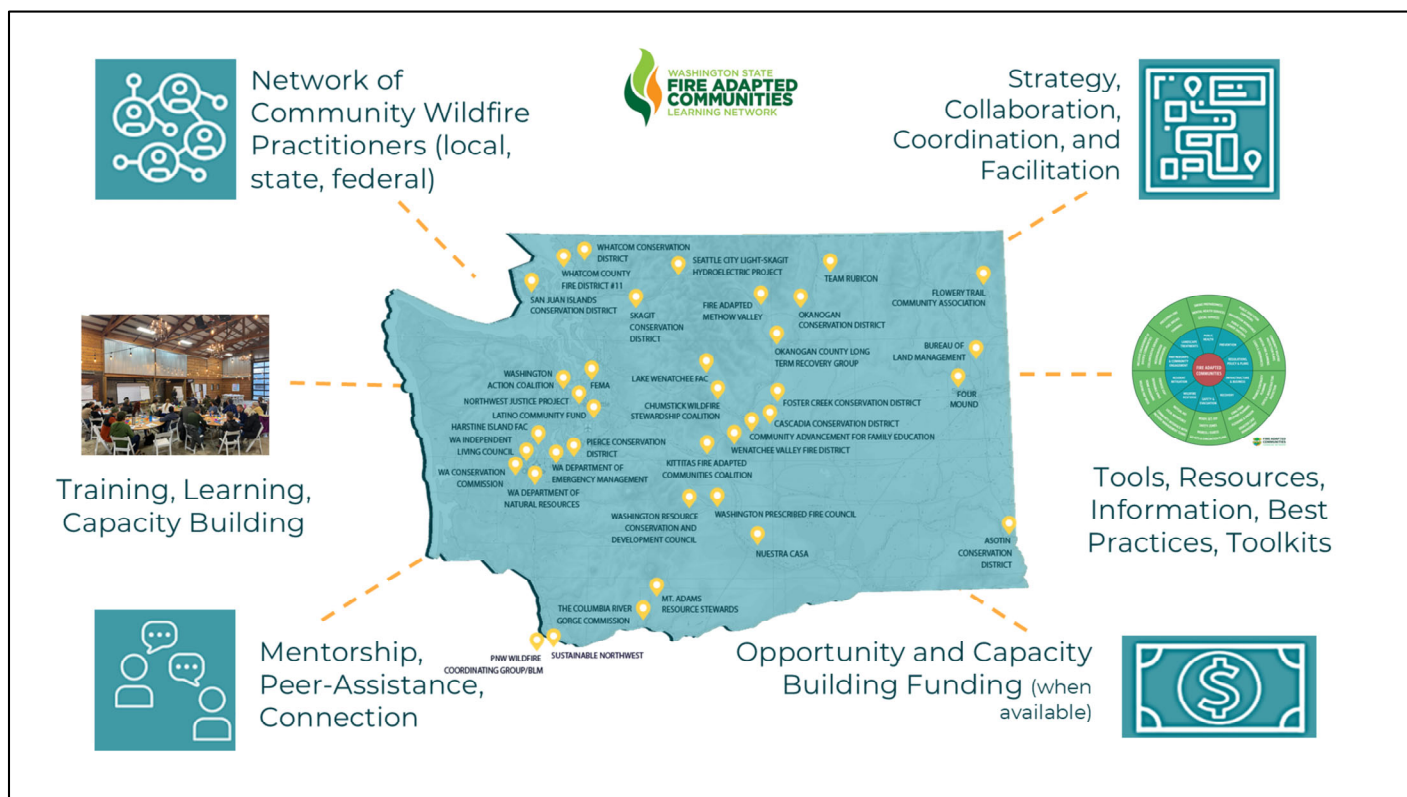 Network of
Community Wildfire
Practitioners (local,
state, federal)
WASHINGTON STATE
FIRE ADAPTED
COMMUNITIES
LEARNING NETWORK
Strategy,
Collaboration,
Coordination, and
Facilitation
WHATCOM CONSERVATION
DISTRICT
WHATCOM COUNTY
FIRE DISTRICT #11
SAN JUAN ISLANDS
CONSERVATION DISTRICT
SKAGIT
CONSERVATION
DISTRICT
SEATTLE CITY LIGHT-SKAGIT
HYDROELECTRIC PROJECT
FIRE ADAPTED
METHOW VALLEY
TEAM RUBICON
OKANOGAN
CONSERVATION DISTRICT
FLOWERY TRAIL
COMMUNITY ASSOCIATION
OKANOGAN COUNTY LONG
TERM RECOVERY GROUP
BUREAU OF
LAND MANAGEMENT
FOUR
MOUND
WASHINGTON
ACTION COALITION
FEMA
NORTHWEST JUSTICE PROJECT
LATINO COMMUNITY FUND
LAKE WENATCHEE FAC
CHUMSTICK WILDFIRE
STEWARDSHIP COALITION
FOSTER CREEK CONSERVATION DISTRICT
CASCADIA CONSERVATION DISTRICT
COMMUNITY ADVANCEMENT FOR FAMILY EDUCATION
WENATCHEE VALLEY FIRE DISTRICT
HARSTINE ISLAND FAC
WA INDEPENDENT
LIVING COUNCIL
PIERCE CONSERVATION
DISTRICT
WA CONSERVATION
COMMISSION
WA DEPARTMENT OF
EMERGENCY MANAGEMENT
WA DEPARTMENT OF
NATURAL RESOURCES
KITTITAS FIRE ADAPTED
COMMUNITIES COALITION
WASHINGTON RESOURCE
CONSERVATION AND
DEVELOPMENT COUNCIL
WASHINGTON PRESCRIBED FIRE COUNCIL
NUESTRA CASA
ASOTIN
CONSERVATION
DISTRICT
MT. ADAMS
RESOURCE STEWARDS
THE COLUMBIA RIVER
GORGE COMMISSION
PNW WILDFIRE
COORDINATING GROUP/BLM
SUSTAINABLE NORTHWEST
Training, Learning,
Capacity Building
FIRE ADAPTED
COMMUNITIES
Tools, Resources,
Information, Best
Practices, Toolkits
Mentorship,
Peer-Assistance,
Connection
Opportunity and Capacity
Building Funding (when
available)
$